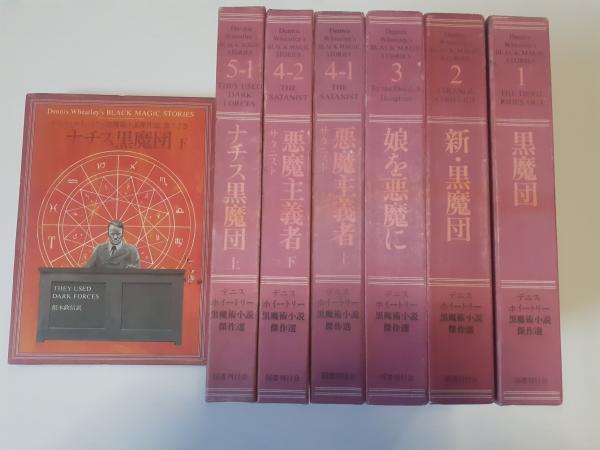 Dennis Wheatley's BLACK MAGIC STORIES
ナチス黒魔団 下
THEY USED
DARK FORCES
Dennis
Wheatley's
BLACK MAGIC
STORIES
5-1
THEY USED
DARK
FORCES
ナチス黒魔団 上
デニス
ホイートリー
黒魔術小説
傑作選
国書刊行会
Dennis
Wheatley's
BLACK MAGIC
STORIES
4-2
THE
SATANIST
悪魔主義者 下
サタニスト
デニス
ホイートリー
黒魔術小説
傑作選
国書刊行会
Dennis
Wheatley's
BLACK MAGIC
STORIES
4-1
THE
SATANIST
悪魔主義者 上
サタニスト
デニス
ホイートリー
黒魔術小説
傑作選
国書刊行会
Dennis
Wheatley's
BLACK MAGIC
STORIES
3
To the Devil, A
Daughter
娘を悪魔に
デニス
ホイートリー
黒魔術小説
傑作選
国書刊行会
Dennis
Wheatley's
BLACK MAGIC
STORIES
2
STRANGE
CONFLICT
新・黒魔団
デニス
ホイートリー
黒魔術小説
傑作選
国書刊行会
Dennis
Wheatley's
BLACK MAGIC
STORIES
1
THE DEVIL
RIDES OUT
黒魔団
デニス
ホイートリー
黒魔術小説
傑作選
国書刊行会